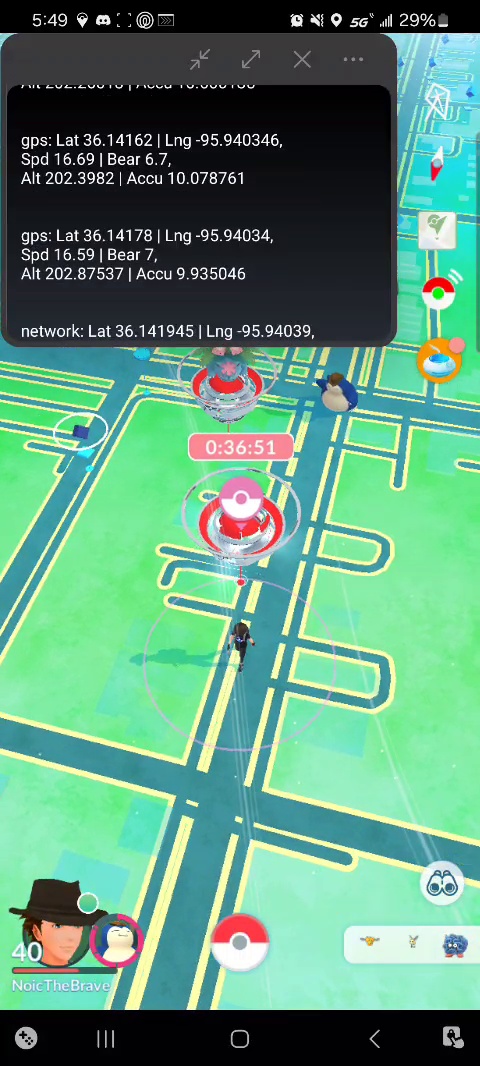 5:49
5G
29%
gps: Lat 36.14162 | Lng -95.940346,
Spd 16.69 | Bear 6.7,
Alt 202.3982 | Accu 10.078761
gps: Lat 36.14178 | Lng -95.94034,
Spd 16.59 | Bear 7,
Alt 202.87537 | Accu 9.935046
network: Lat 36.141945 | Lng -95.94039,
0:36:51
40
NoicTheBrave